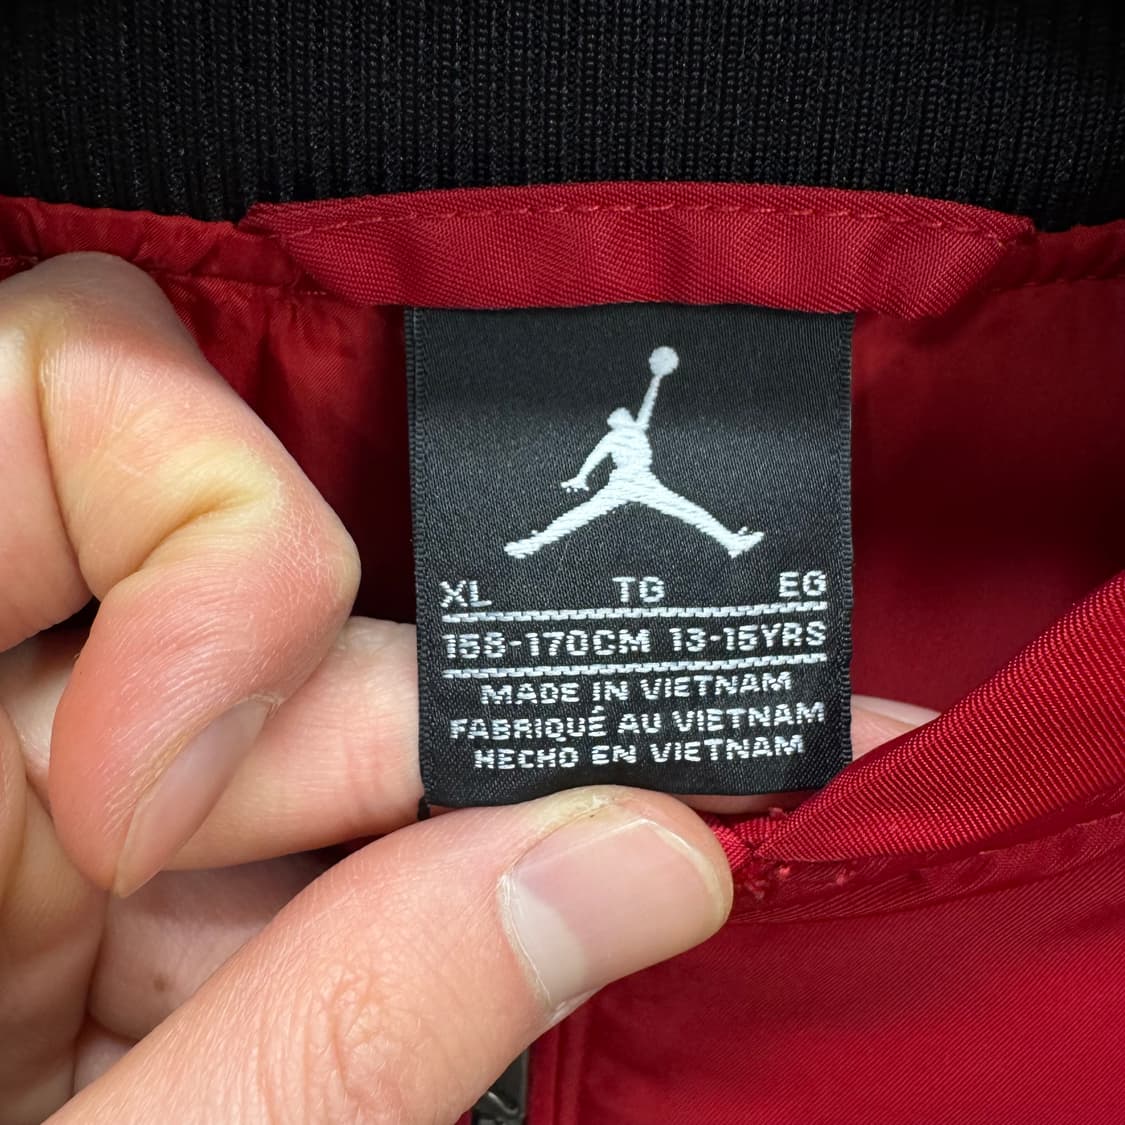 XL TG EG
158-170CM 13-15YRS
MADE IN VIETNAM
FABRIQUÉ AU VIETNAM
HECHO EN VIETNAM